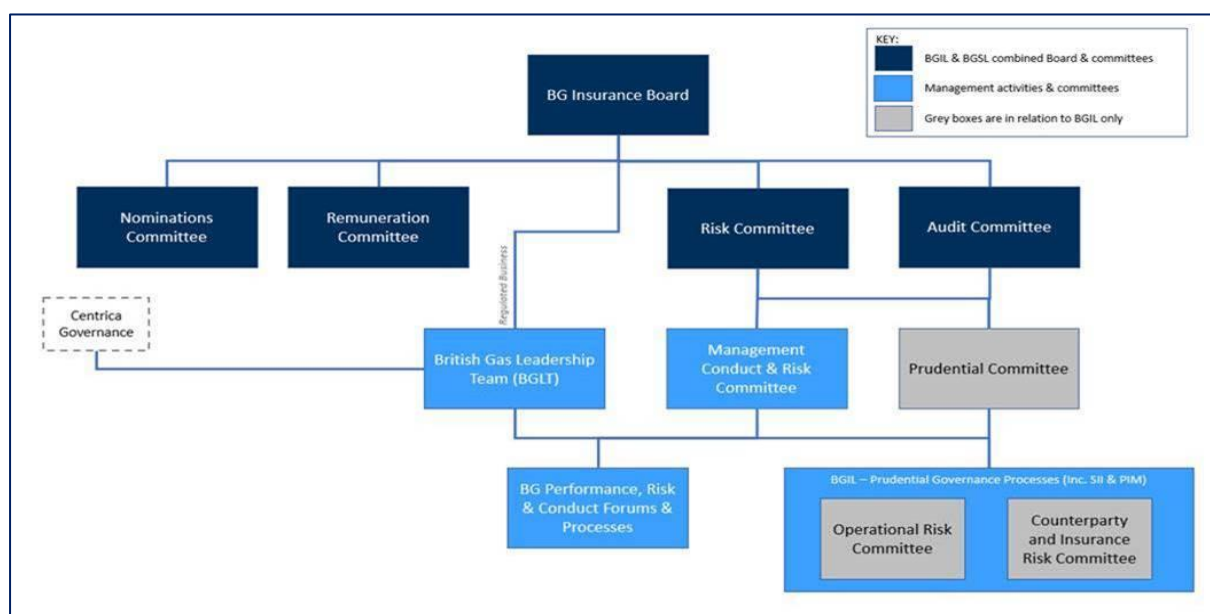 KEY:
BGIL & BGSL combined Board & committees
Management activities & committees
Grey boxes are in relation to BGIL only
BG Insurance Board
Nominations
Committee
Remuneration
Committee
Risk Committee
Audit Committee
Regulated Business
Centrica
Governance
British Gas Leadership
Team (BGLT)
Management
Conduct & Risk
Committee
Prudential Committee
BG Performance, Risk
& Conduct Forums &
Processes
BGIL – Prudential Governance Processes (Inc. SII & PIM)
Operational Risk
Committee
Counterparty
and Insurance
Risk Committee